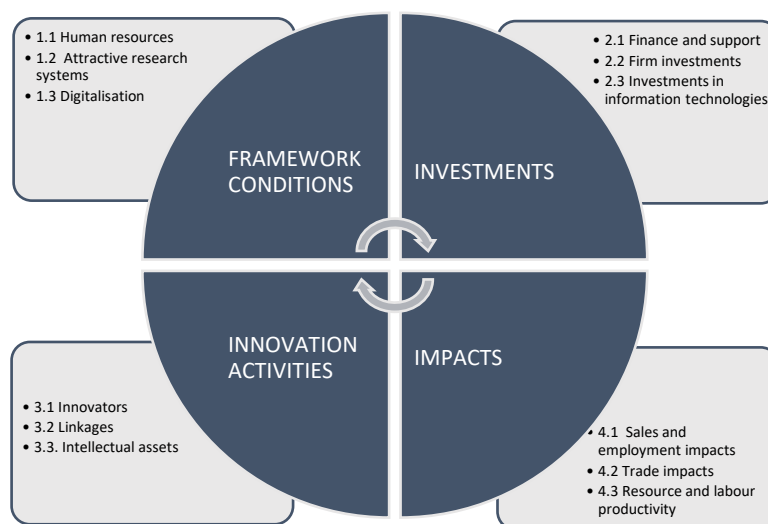 • 1.1 Human resources
• 1.2  Attractive research
systems
• 1.3  Digitalisation
• 2.1 Finance and support
• 2.2 Firm investments
• 2.3 Investments in
information technologies
FRAMEWORK
CONDITIONS
INVESTMENTS
INNOVATION
ACTIVITIES
IMPACTS
• 3.1 Innovators
• 3.2 Linkages
• 3.3. Intellectual assets
• 4.1  Sales and
employment impacts
• 4.2 Trade impacts
• 4.3 Resource and labour
productivity